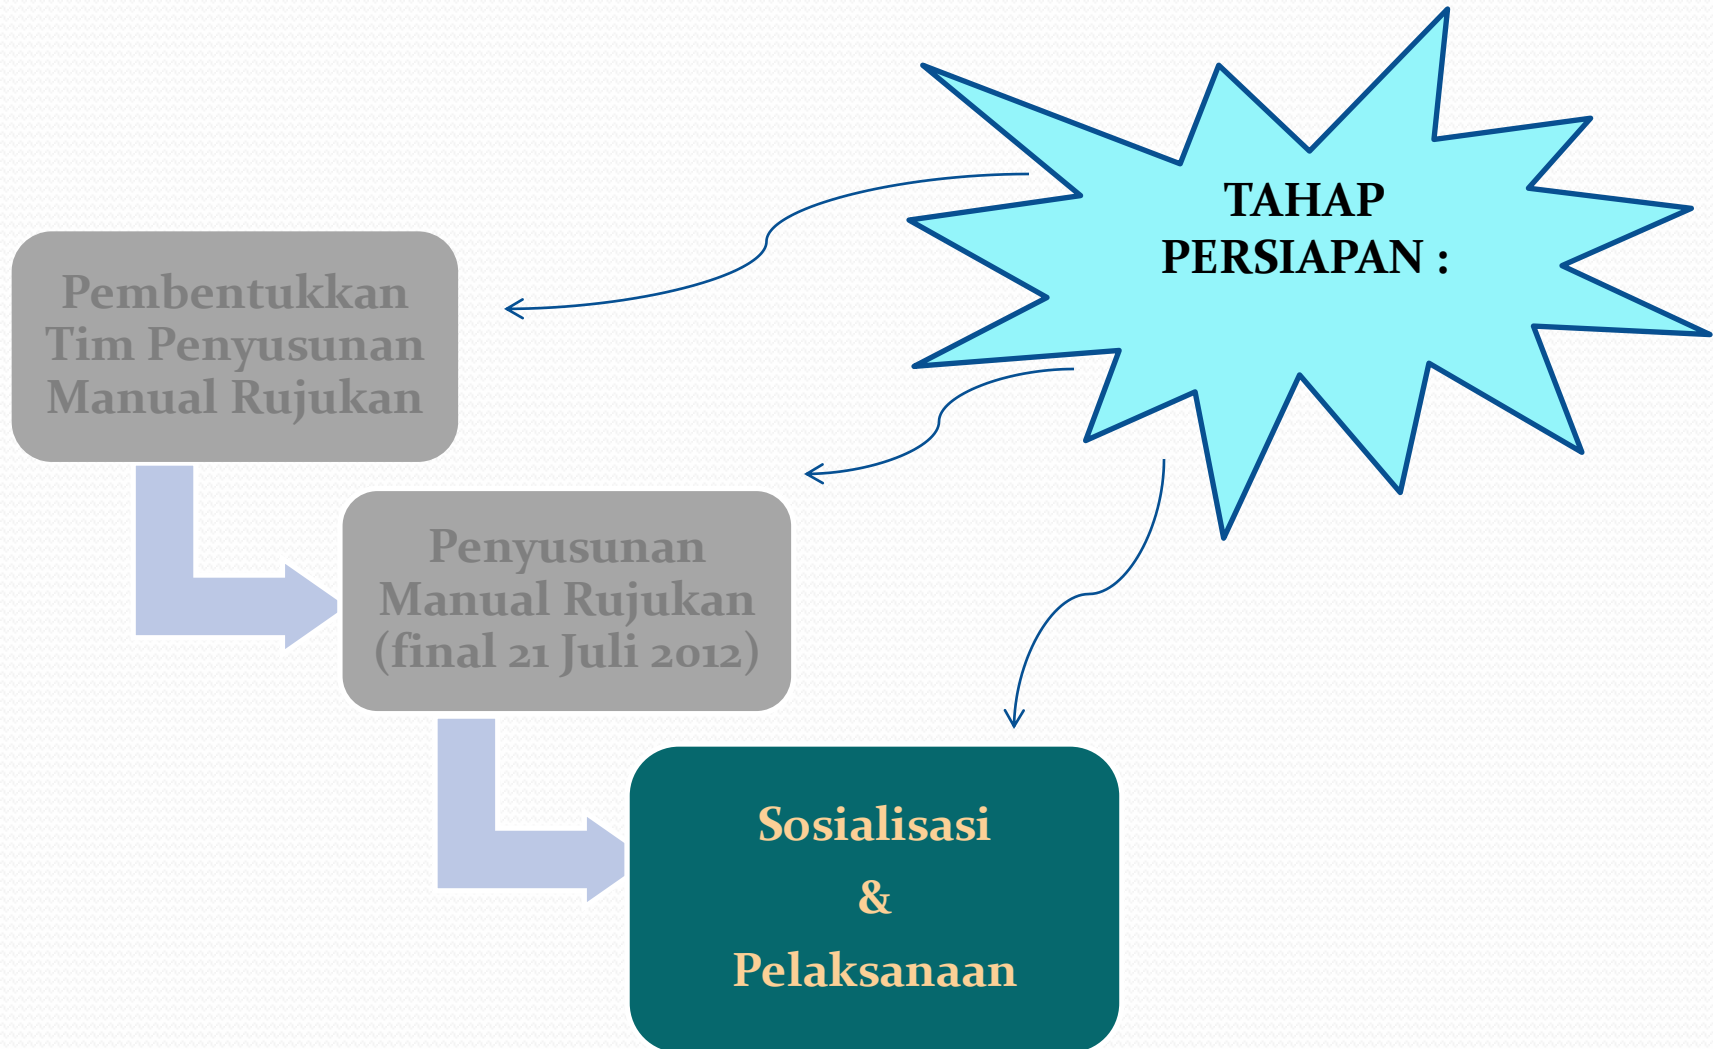 TAHAP
PERSIAPAN :
Pembentukkan
Tim Penyusunan
Manual Rujukan
Penyusunan
Manual Rujukan
(final 21 Juli 2012)
Sosialisasi
&
Pelaksanaan